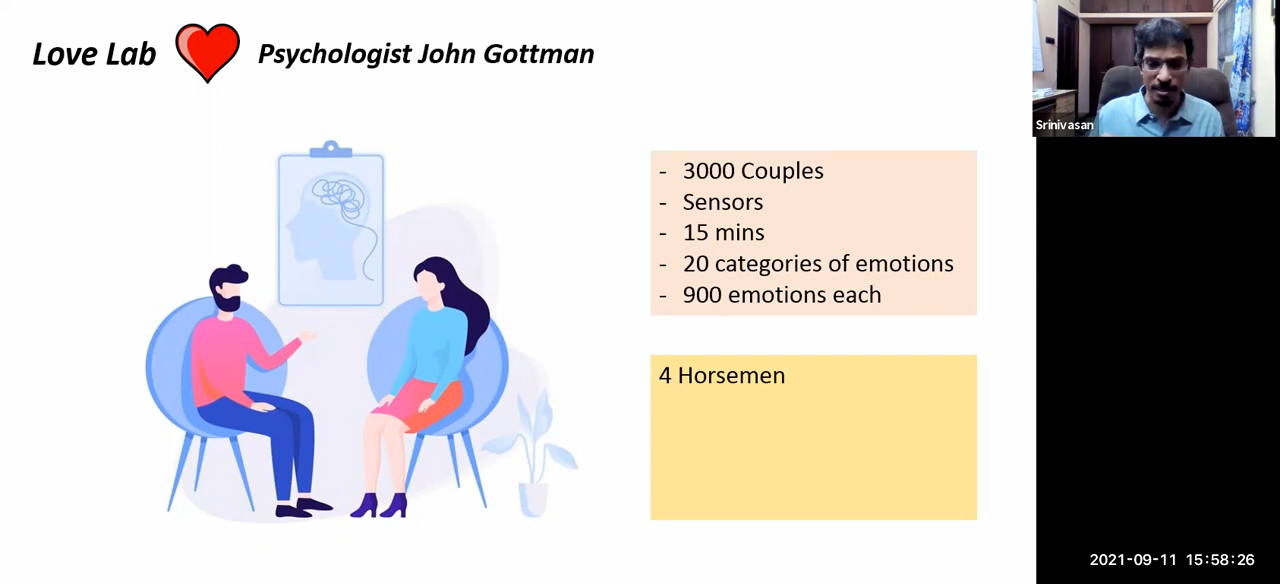 Love Lab Psychologist John Gottman
- 3000 Couples
- Sensors
- 15 mins
- 20 categories of emotions
- 900 emotions each
4 Horsemen
Srinivasan
2021-09-11 15:58:26